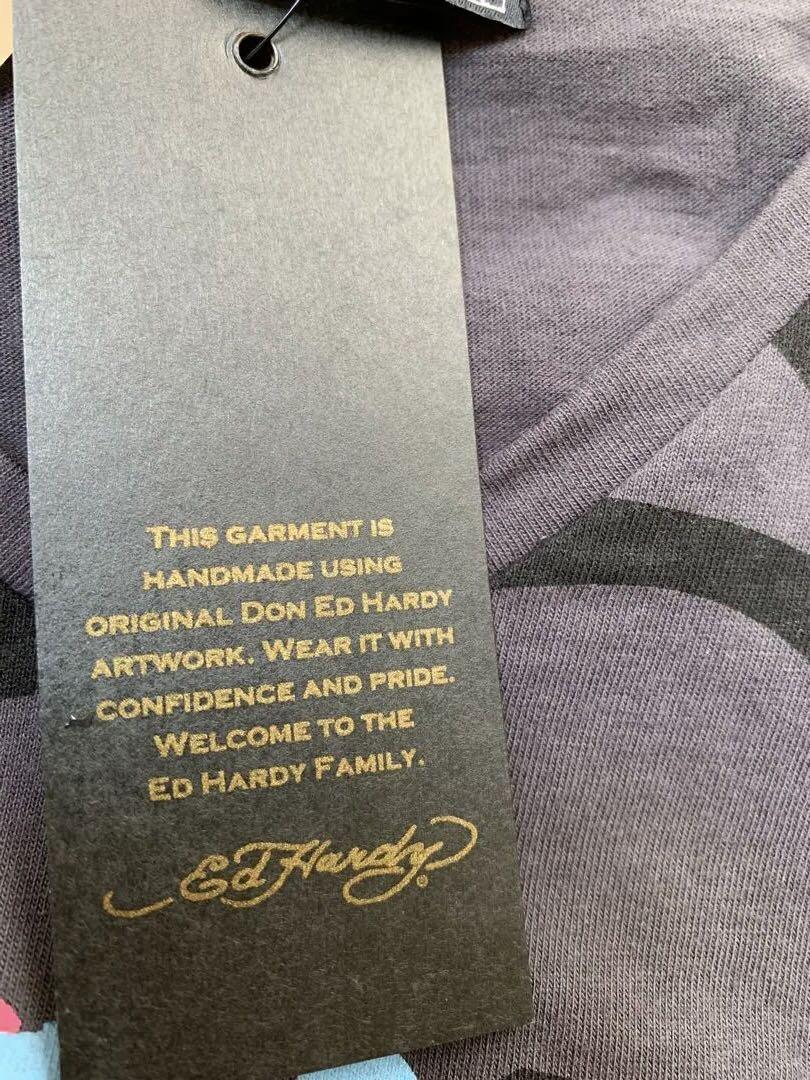 THIS GARMENT IS
HANDMADE USING
ORIGINAL DON ED HARDY
ARTWORK. WEAR IT WITH
CONFIDENCE AND PRIDE.
WELCOME TO THE
ED HARDY FAMILY.
Ed Hardy®